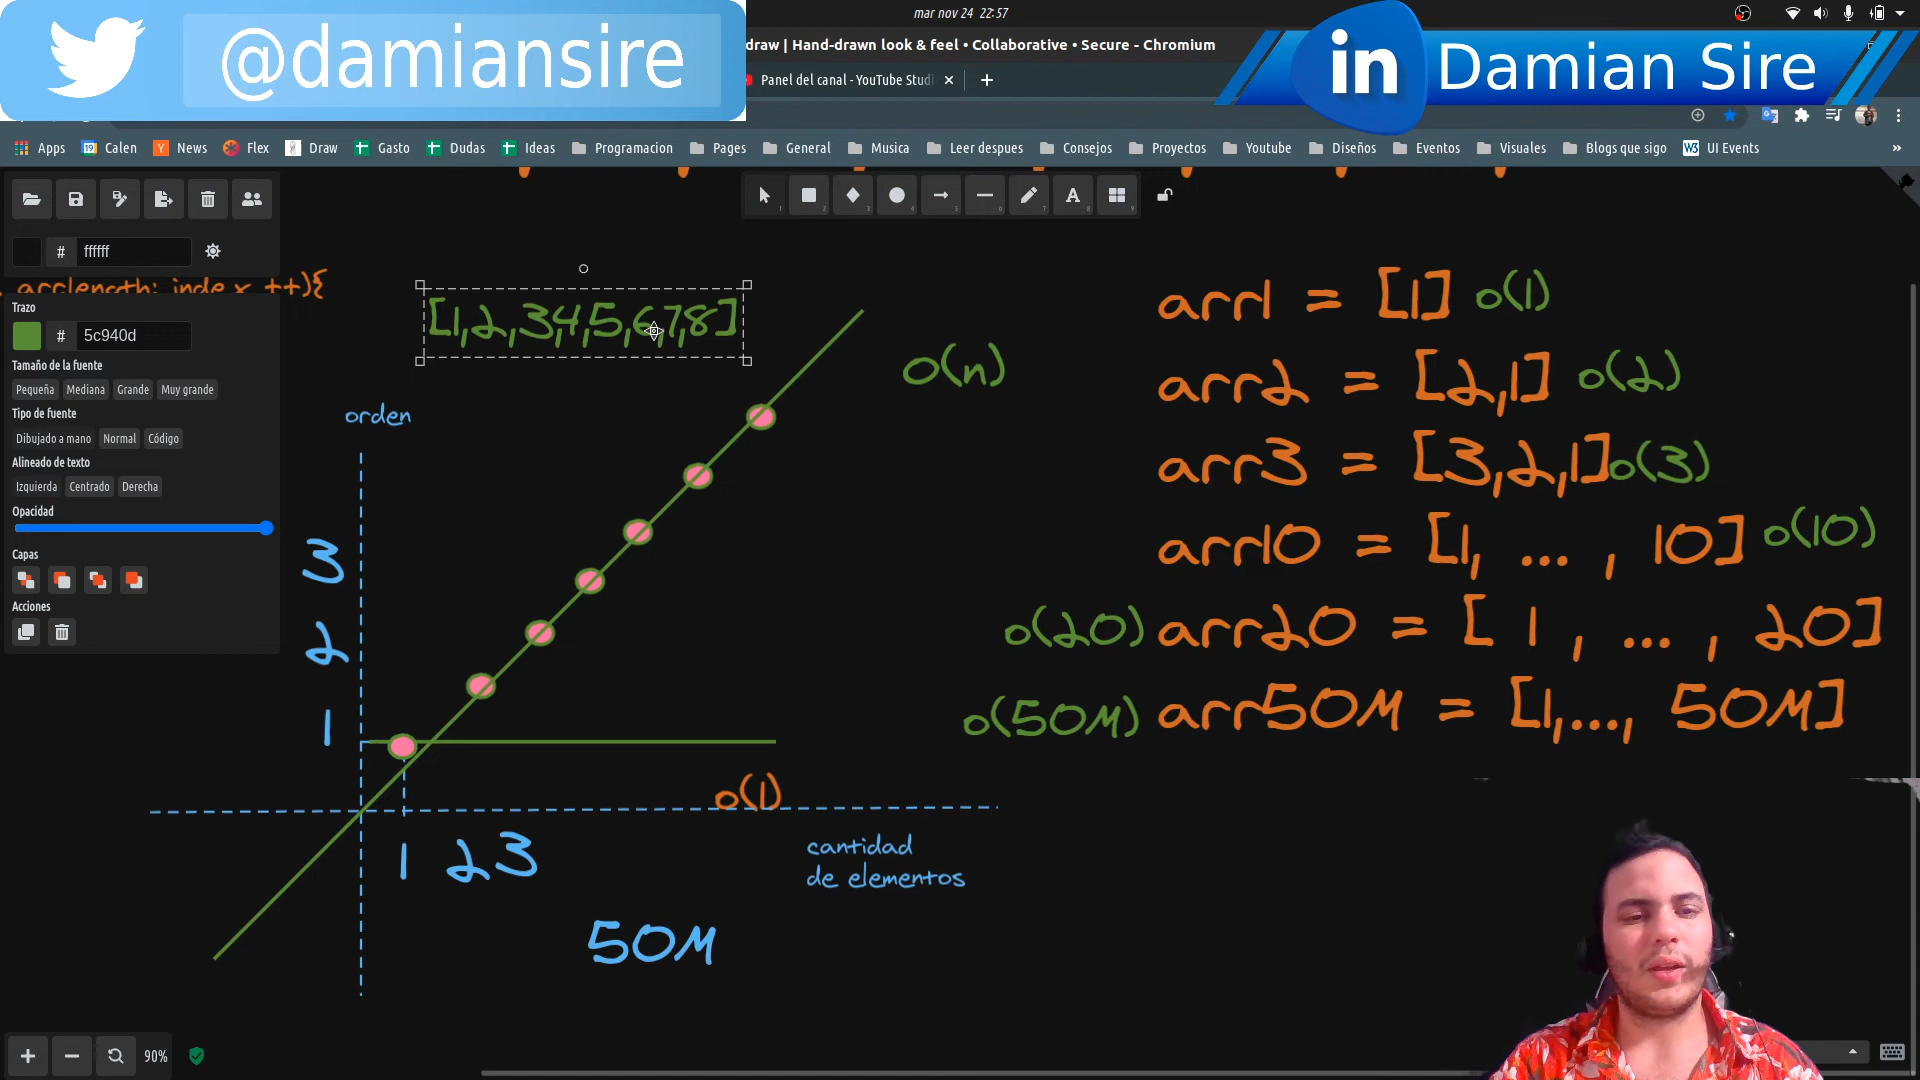 @damiansire
mar nov 24 22:57
in Damian Sire
draw | Hand-drawn look & feel • Collaborative • Secure - Chromium
Panel del canal - YouTube Studi
Apps
Calen
News
Flex
Draw
Gasto
Dudas
Ideas
Programacion
Pages
General
Musica
Leer despues
Consejos
Proyectos
Youtube
Diseños
Eventos
Visuales
Blogs que sigo
UI Events
»
# ffffff
arr.length; index ++){
Trazo
# 5c940d
Tamaño de la fuente
Pequeña Mediana Grande Muy grande
Tipo de fuente
Dibujado a mano Normal Código
Alineado de texto
Izquierda Centrado Derecha
Opacidad
Capas
Acciones
[1,2,3,4,5,6,7,8]
o(n)
orden
3
2
1
o(1)
1 2 3
cantidad
de elementos
50M
arr1 = [1] o(1)
arr2 = [2,1] o(2)
arr3 = [3,2,1] o(3)
arr10 = [1, ... , 10] o(10)
o(20) arr20 = [ 1 , ... , 20]
o(50M) arr50M = [1,..., 50M]
90%